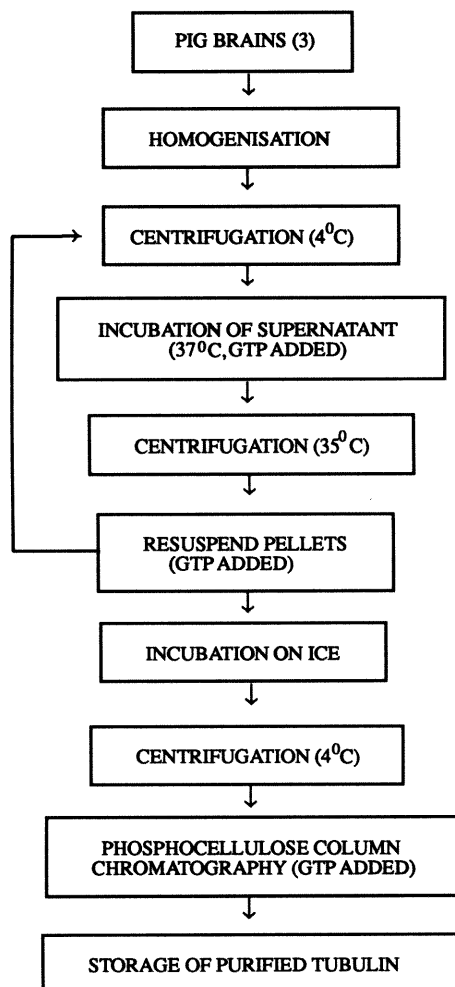 PIG BRAINS (3)
HOMOGENISATION
CENTRIFUGATION (4⁰C)
INCUBATION OF SUPERNATANT
(37⁰C, GTP ADDED)
CENTRIFUGATION (35⁰C)
RESUSPEND PELLETS
(GTP ADDED)
INCUBATION ON ICE
CENTRIFUGATION (4⁰C)
PHOSPHOCELLULOSE COLUMN
CHROMATOGRAPHY (GTP ADDED)
STORAGE OF PURIFIED TUBULIN